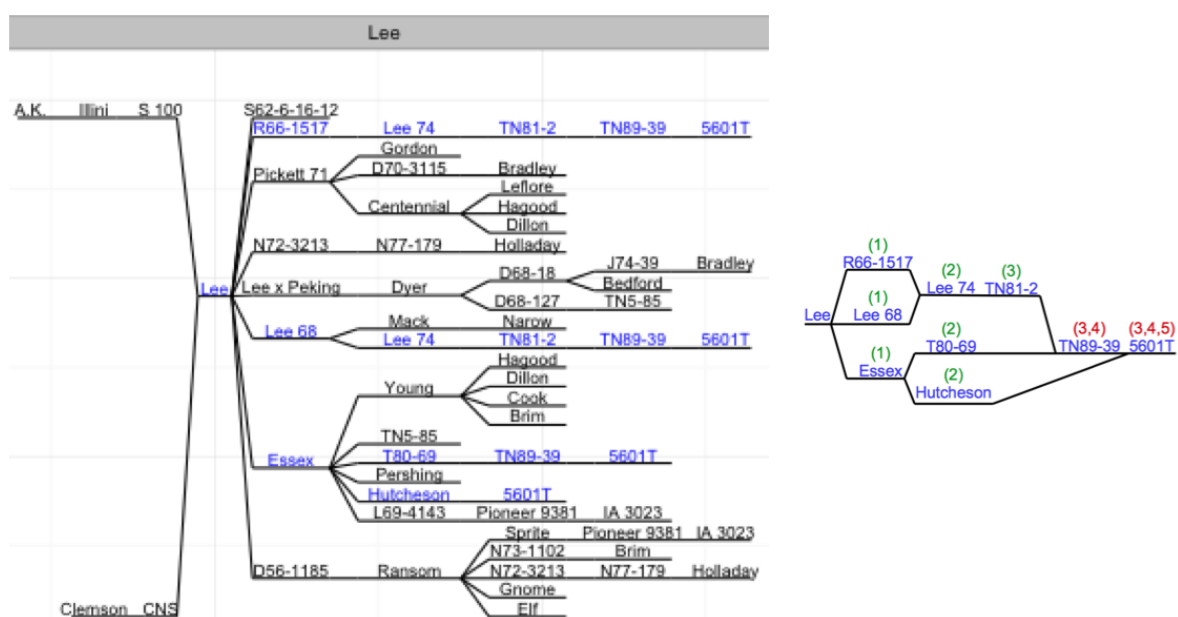 Lee
A.K. Illini S 100 S62-6-16-12
R66-1517 Lee 74 TN81-2 TN89-39 5601T
Gordon
D70-3115 Bradley
Pickett 71
Leflore
Centennial Hagood
Dillon
N72-3213 N77-179 Holladay
J74-39 Bradley
D68-18
Bedford
Lee Lee x Peking Dyer
D68-127 TN5-85
Mack Narow
Lee 68
Lee 74 TN81-2 TN89-39 5601T
Hagood
Dillon
Young
Cook
Brim
TN5-85
Essex T80-69 TN89-39 5601T
Pershing
Hutcheson 5601T
L69-4143 Pioneer 9381 IA 3023
Sprite Pioneer 9381 IA 3023
N73-1102 Brim
D56-1185 Ransom N72-3213 N77-179 Holladay
Gnome
Clemson CNS Elf
(1)
R66-1517
(2) (3)
Lee 74 TN81-2
(1)
Lee Lee 68
(2) (3,4) (3,4,5)
T80-69 TN89-39 5601T
(1)
Essex
(2)
Hutcheson